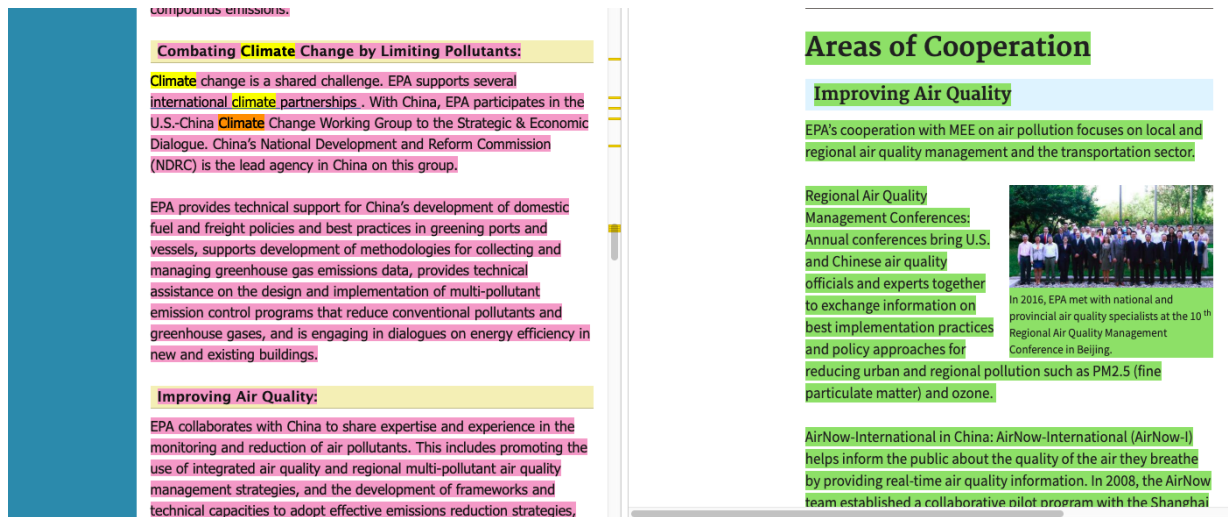 compounds emissions.
Combating Climate Change by Limiting Pollutants:
Climate change is a shared challenge. EPA supports several
international climate partnerships . With China, EPA participates in the
U.S.-China Climate Change Working Group to the Strategic & Economic
Dialogue. China's National Development and Reform Commission
(NDRC) is the lead agency in China on this group.
EPA provides technical support for China's development of domestic
fuel and freight policies and best practices in greening ports and
vessels, supports development of methodologies for collecting and
managing greenhouse gas emissions data, provides technical
assistance on the design and implementation of multi-pollutant
emission control programs that reduce conventional pollutants and
greenhouse gases, and is engaging in dialogues on energy efficiency in
new and existing buildings.
Improving Air Quality:
EPA collaborates with China to share expertise and experience in the
monitoring and reduction of air pollutants. This includes promoting the
use of integrated air quality and regional multi-pollutant air quality
management strategies, and the development of frameworks and
technical capacities to adopt effective emissions reduction strategies,
Areas of Cooperation
Improving Air Quality
EPA's cooperation with MEE on air pollution focuses on local and
regional air quality management and the transportation sector.
Regional Air Quality
Management Conferences:
Annual conferences bring U.S.
and Chinese air quality
officials and experts together
to exchange information on
best implementation practices
and policy approaches for
reducing urban and regional pollution such as PM2.5 (fine
particulate matter) and ozone.
In 2016, EPA met with national and
provincial air quality specialists at the 10 th
Regional Air Quality Management
Conference in Beijing.
AirNow-International in China: AirNow-International (AirNow-I)
helps inform the public about the quality of the air they breathe
by providing real-time air quality information. In 2008, the AirNow
team established a collaborative pilot program with the Shanghai